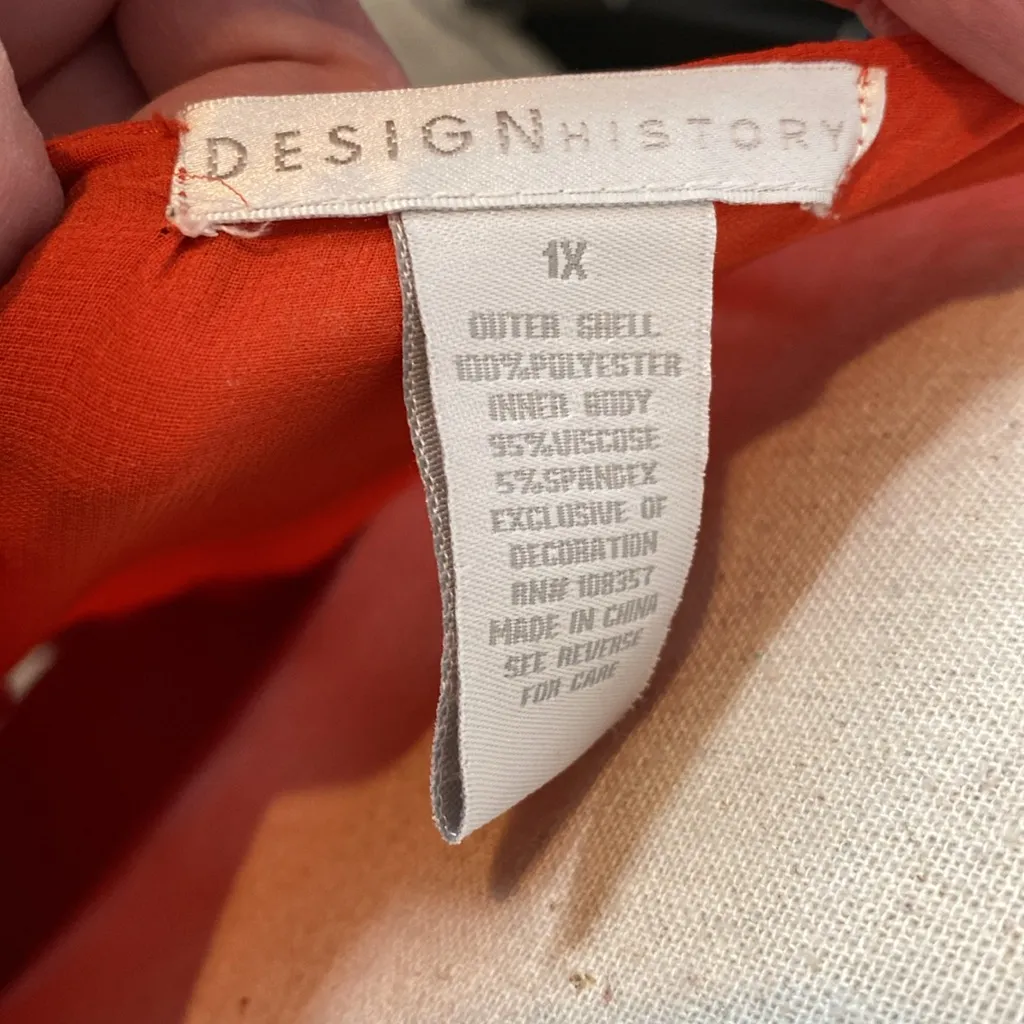 DESIGNHISTORY
1X
OUTER SHELL
100%POLYESTER
INNER BODY
95%VISCOSE
5%SPANDEX
EXCLUSIVE OF
DECORATION
RN# 108357
MADE IN CHINA
SEE REVERSE
FOR CARE